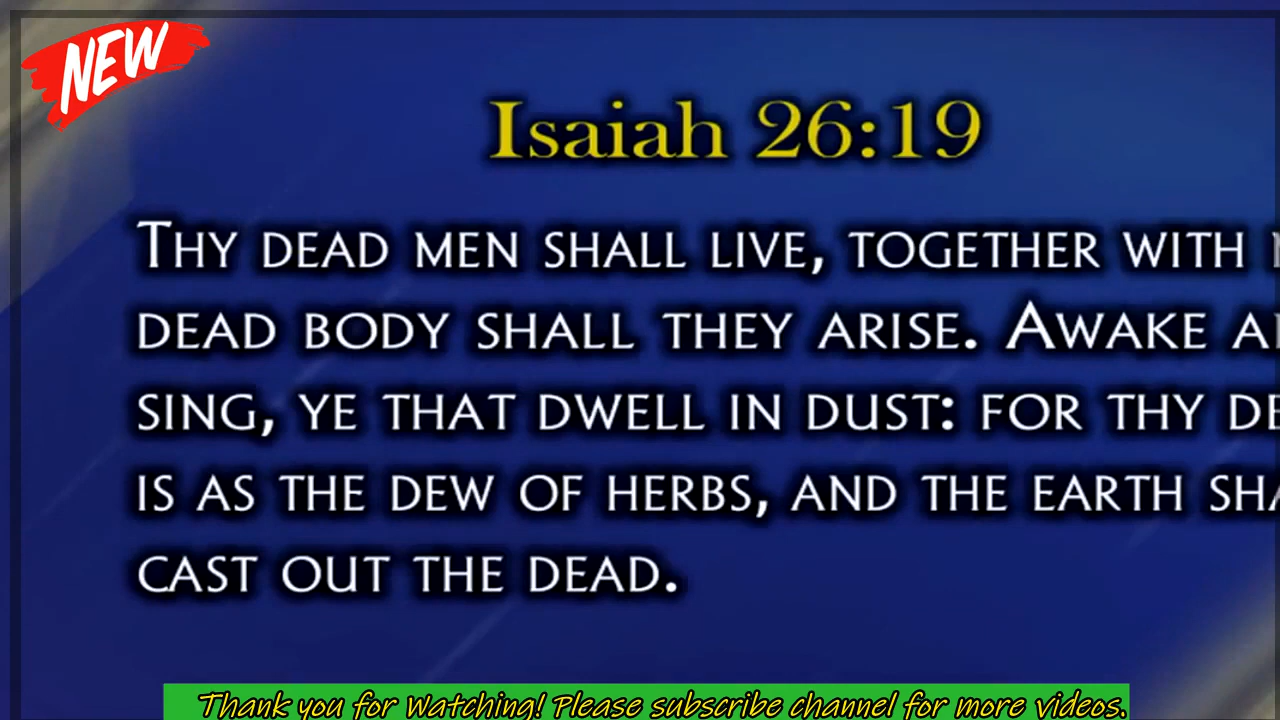 NEW
Isaiah 26:19
THY DEAD MEN SHALL LIVE, TOGETHER WITH
DEAD BODY SHALL THEY ARISE. AWAKE
SING, YE THAT DWELL IN DUST: FOR THY
IS AS THE DEW OF HERBS, AND THE EARTH
CAST OUT THE DEAD.
Thank you for Watching! Please subscribe channel for more videos.